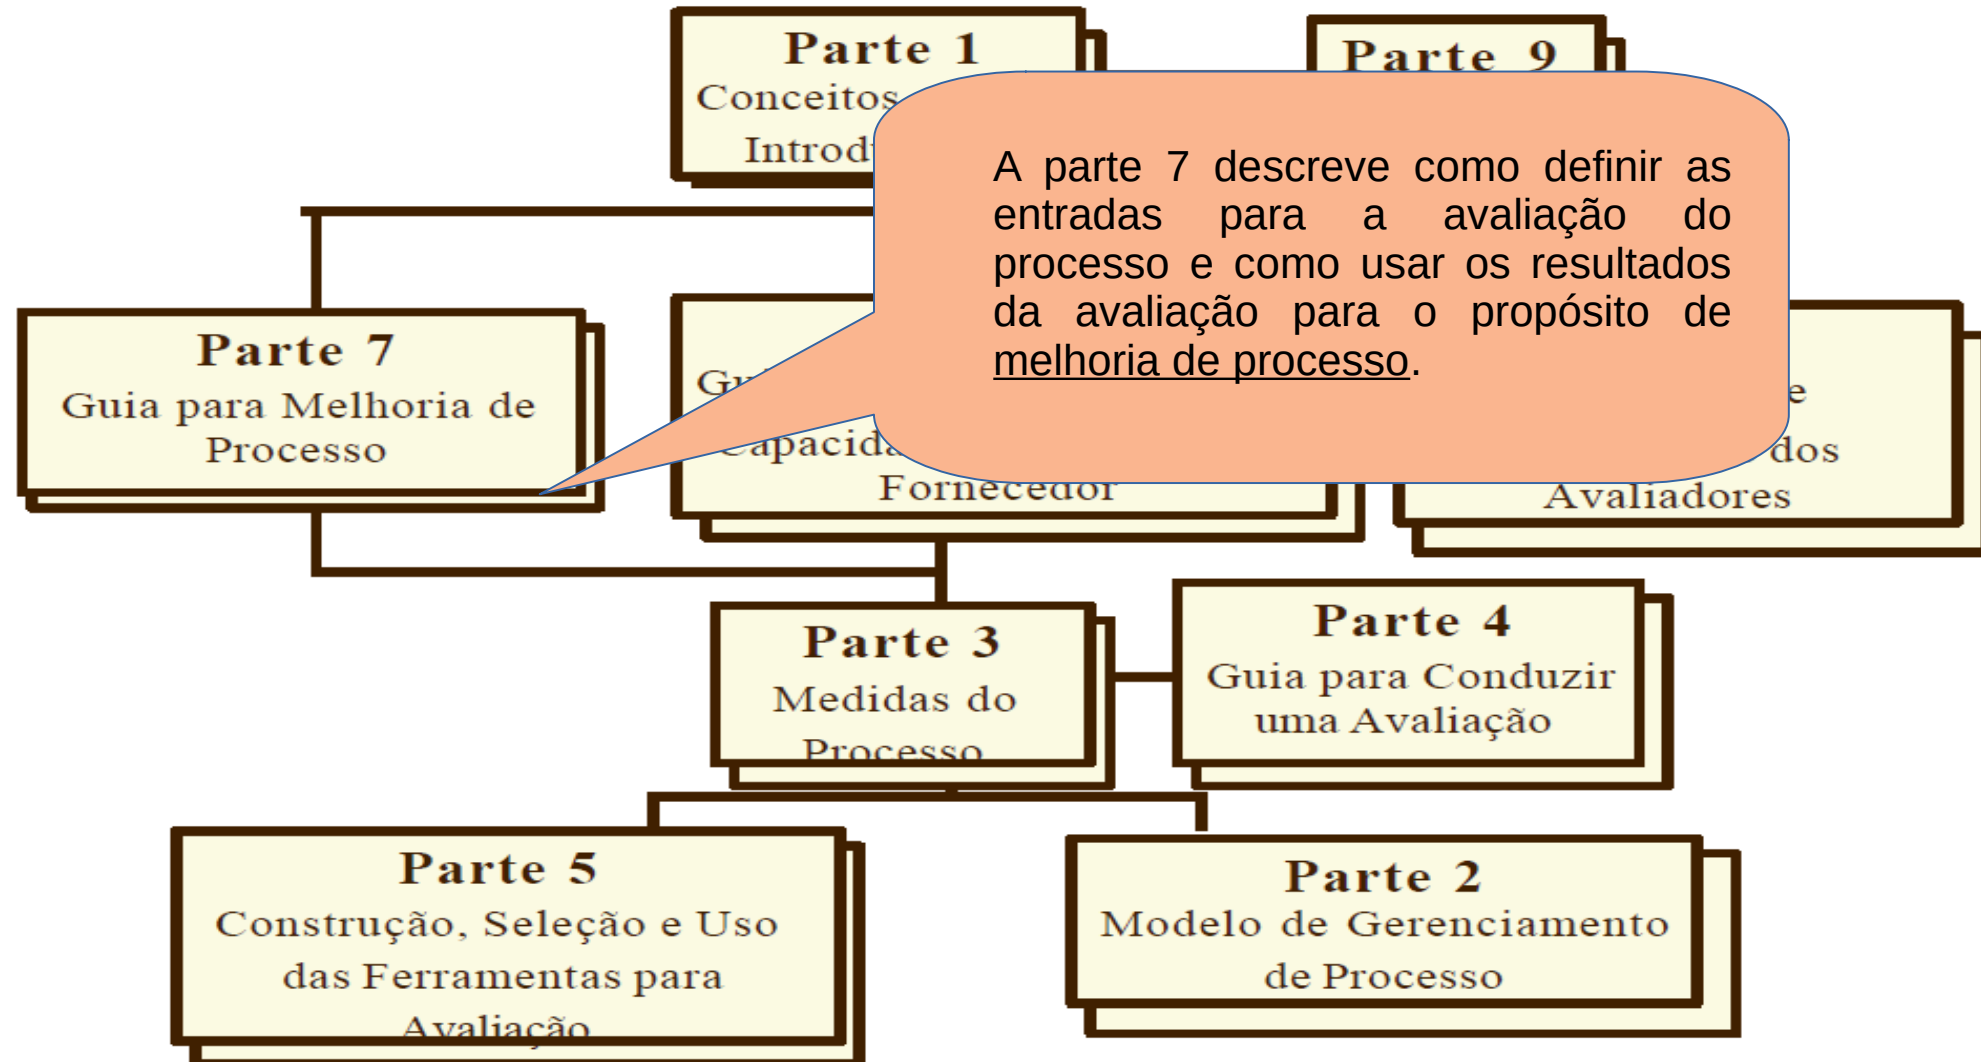 Parte 1
Conceitos
Parte 9
A parte 7 descreve como definir as
entradas para a avaliação do
processo e como usar os resultados
da avaliação para o propósito de
melhoria de processo.
Parte 7
Guia para Melhoria de
Processo
Fornecedor
e
dos
Avaliadores
Parte 3
Medidas do
Processo
Parte 4
Guia para Conduzir
uma Avaliação
Parte 5
Construção, Seleção e Uso
das Ferramentas para
Avaliação
Parte 2
Modelo de Gerenciamento
de Processo